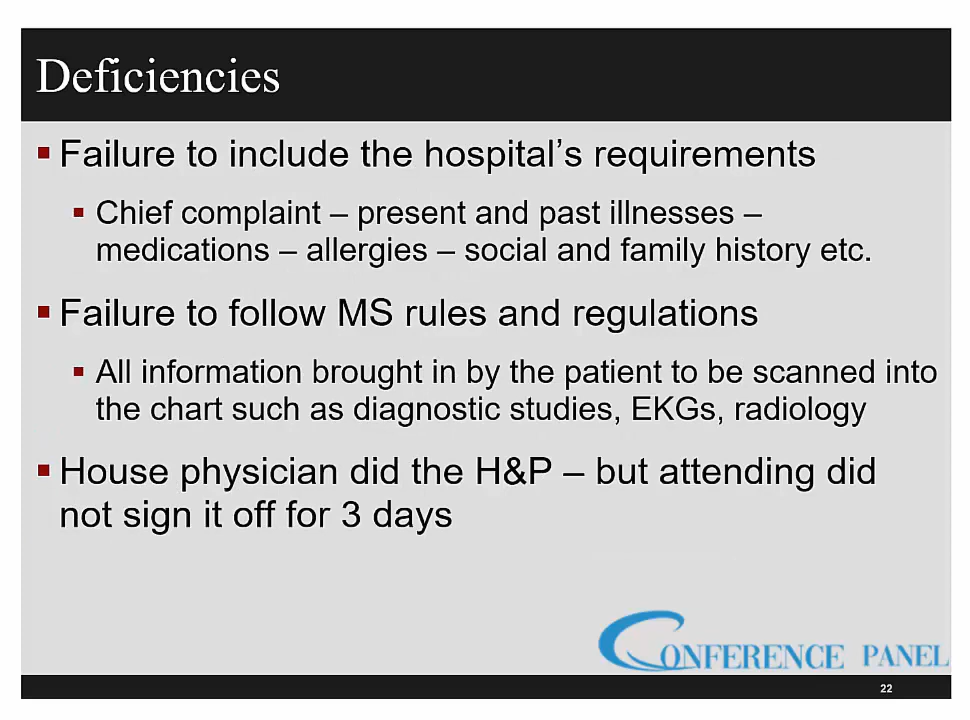 Deficiencies
▪ Failure to include the hospital’s requirements
▪ Chief complaint – present and past illnesses –
medications – allergies – social and family history etc.
▪ Failure to follow MS rules and regulations
▪ All information brought in by the patient to be scanned into
the chart such as diagnostic studies, EKGs, radiology
▪ House physician did the H&P – but attending did
not sign it off for 3 days
CONFERENCE PANEL
22